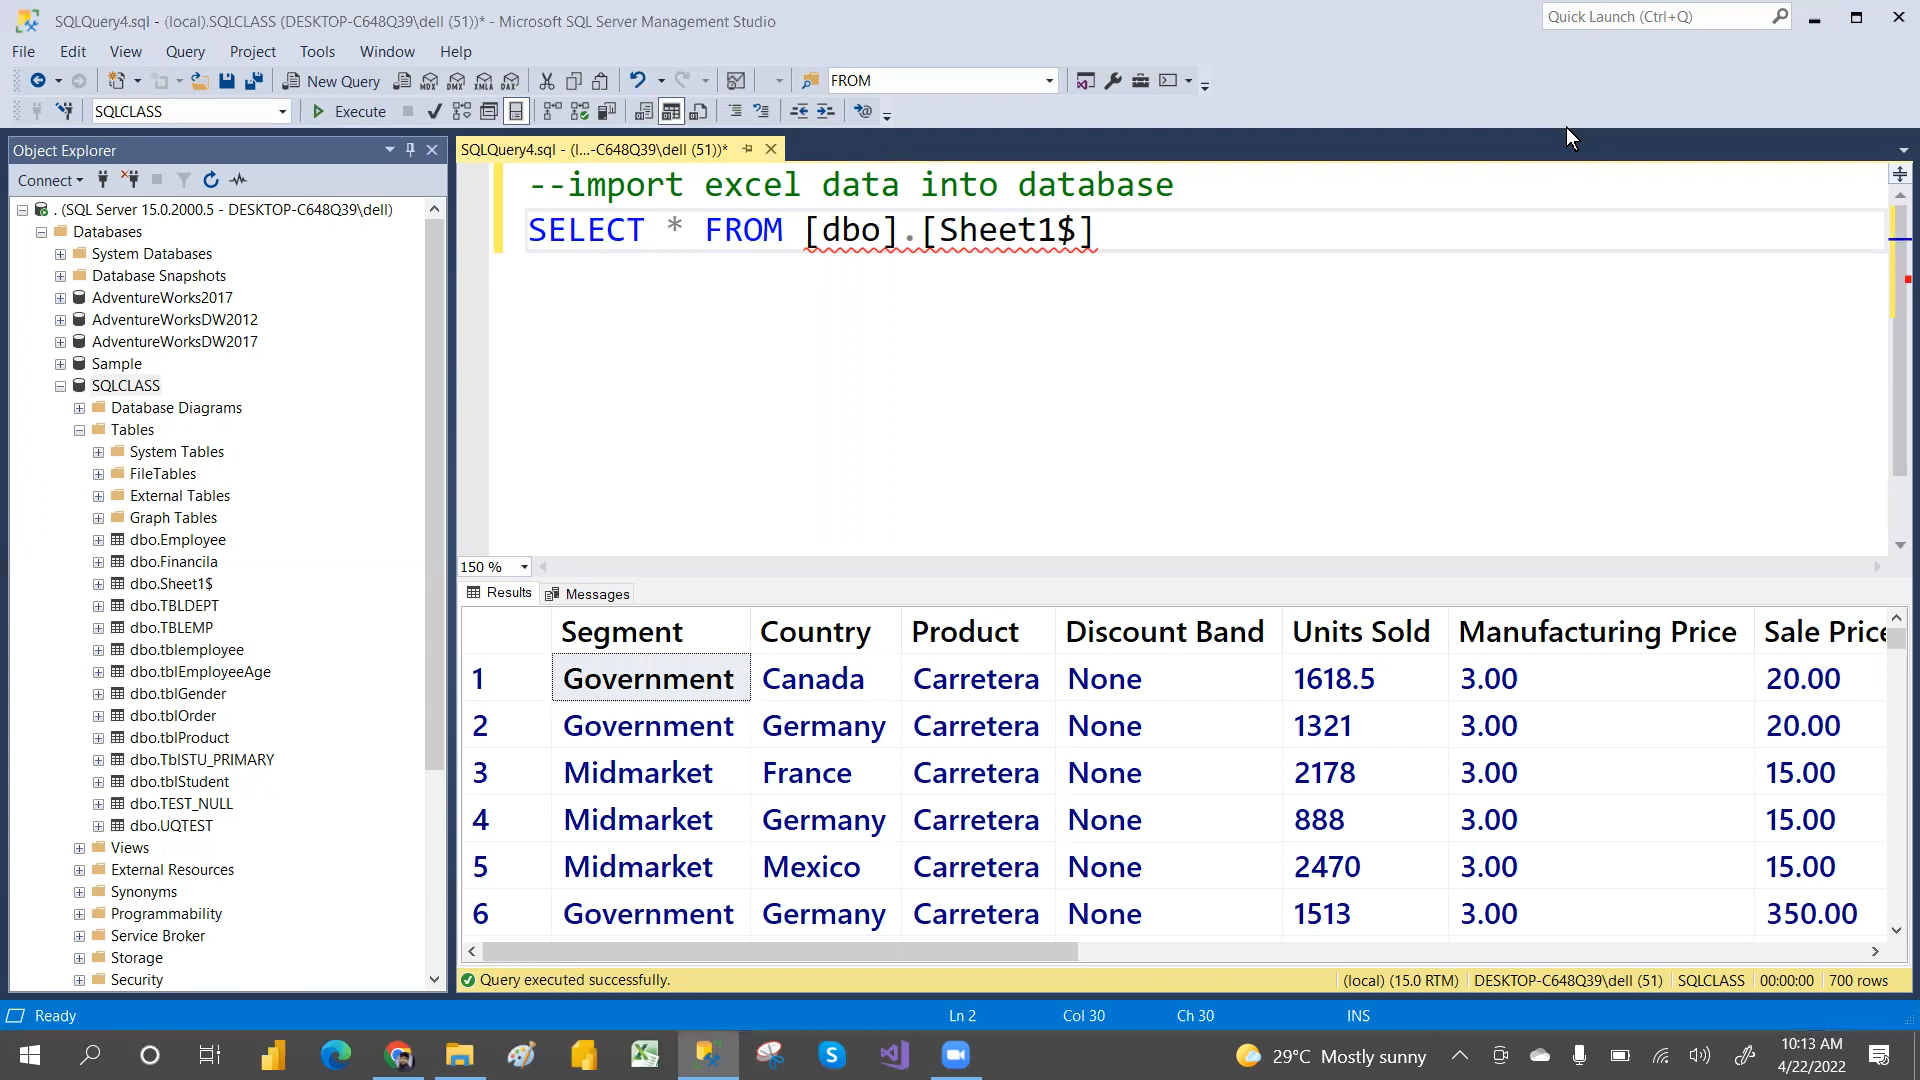 SQLQuery4.sql - (local).SQLCLASS (DESKTOP-C648Q39\dell (51))* - Microsoft SQL Server Management Studio
Quick Launch (Ctrl+Q)
File Edit View Query Project Tools Window Help
New Query MDX DMX XMLA DAX FROM
SQLCLASS Execute
Object Explorer
Connect
. (SQL Server 15.0.2000.5 - DESKTOP-C648Q39\dell)
Databases
System Databases
Database Snapshots
AdventureWorks2017
AdventureWorksDW2012
AdventureWorksDW2017
Sample
SQLCLASS
Database Diagrams
Tables
System Tables
FileTables
External Tables
Graph Tables
dbo.Employee
dbo.Financila
dbo.Sheet1$
dbo.TBLDEPT
dbo.TBLEMP
dbo.tblemployee
dbo.tblEmployeeAge
dbo.tblGender
dbo.tblOrder
dbo.tblProduct
dbo.TblSTU_PRIMARY
dbo.tblStudent
dbo.TEST_NULL
dbo.UQTEST
Views
External Resources
Synonyms
Programmability
Service Broker
Storage
Security
SQLQuery4.sql - (l...-C648Q39\dell (51))*
--import excel data into database
SELECT * FROM [dbo].[Sheet1$]
150 %
Results Messages
Segment Country Product Discount Band Units Sold Manufacturing Price Sale Price
1 Government Canada Carretera None 1618.5 3.00 20.00
2 Government Germany Carretera None 1321 3.00 20.00
3 Midmarket France Carretera None 2178 3.00 15.00
4 Midmarket Germany Carretera None 888 3.00 15.00
5 Midmarket Mexico Carretera None 2470 3.00 15.00
6 Government Germany Carretera None 1513 3.00 350.00
Query executed successfully. (local) (15.0 RTM) DESKTOP-C648Q39\dell (51) SQLCLASS 00:00:00 700 rows
Ready Ln 2 Col 30 Ch 30 INS
29°C Mostly sunny
10:13 AM
4/22/2022